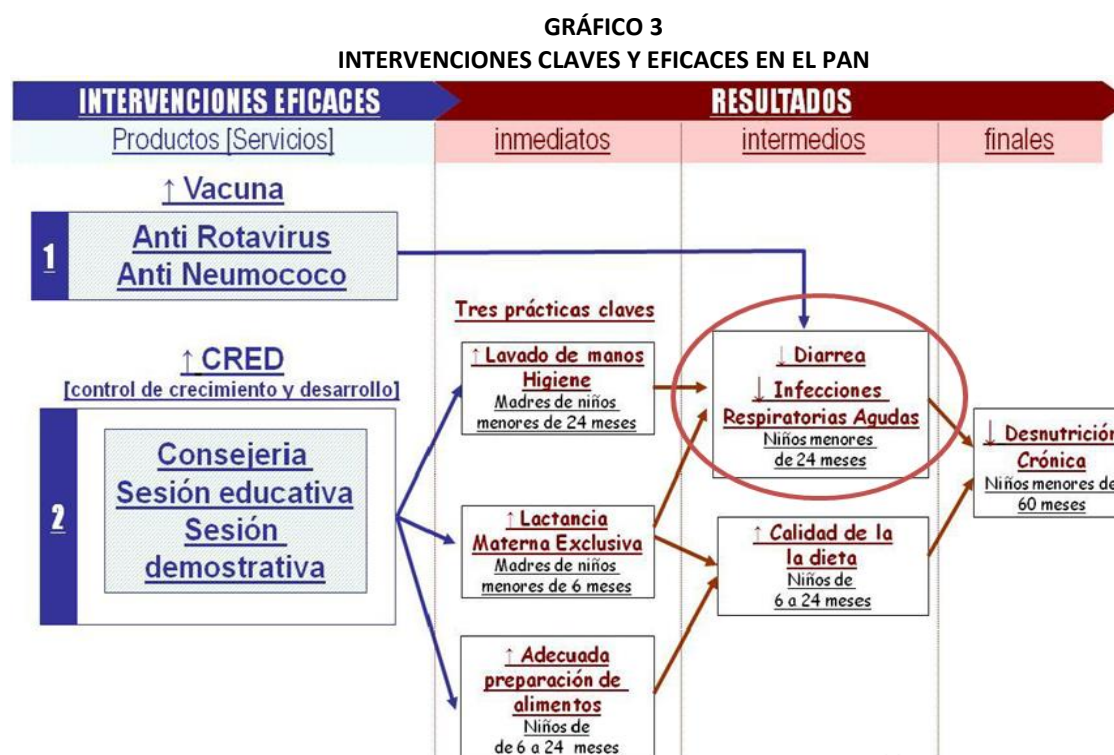 GRÁFICO 3
INTERVENCIONES CLAVES Y EFICACES EN EL PAN
INTERVENCIONES EFICACES
RESULTADOS
Productos [Servicios]
inmediatos
intermedios
finales
↑ Vacuna
1
Anti Rotavirus
Anti Neumococo
↑ CRED
[control de crecimiento y desarrollo]
2
Consejeria
Sesión educativa
Sesión
demostrativa
Tres prácticas claves
↑ Lavado de manos
Higiene
Madres de niños
menores de 24 meses
↑ Lactancia
Materna Exclusiva
Madres de niños
menores de 6 meses
↑ Adecuada
preparación de
alimentos
Niños de
de 6 a 24 meses
↓ Diarrea
↓ Infecciones
Respiratorias Agudas
Niños menores
de 24 meses
↑ Calidad de la
la dieta
Niños de
6 a 24 meses
↓ Desnutrición
Crónica
Niños menores de
60 meses